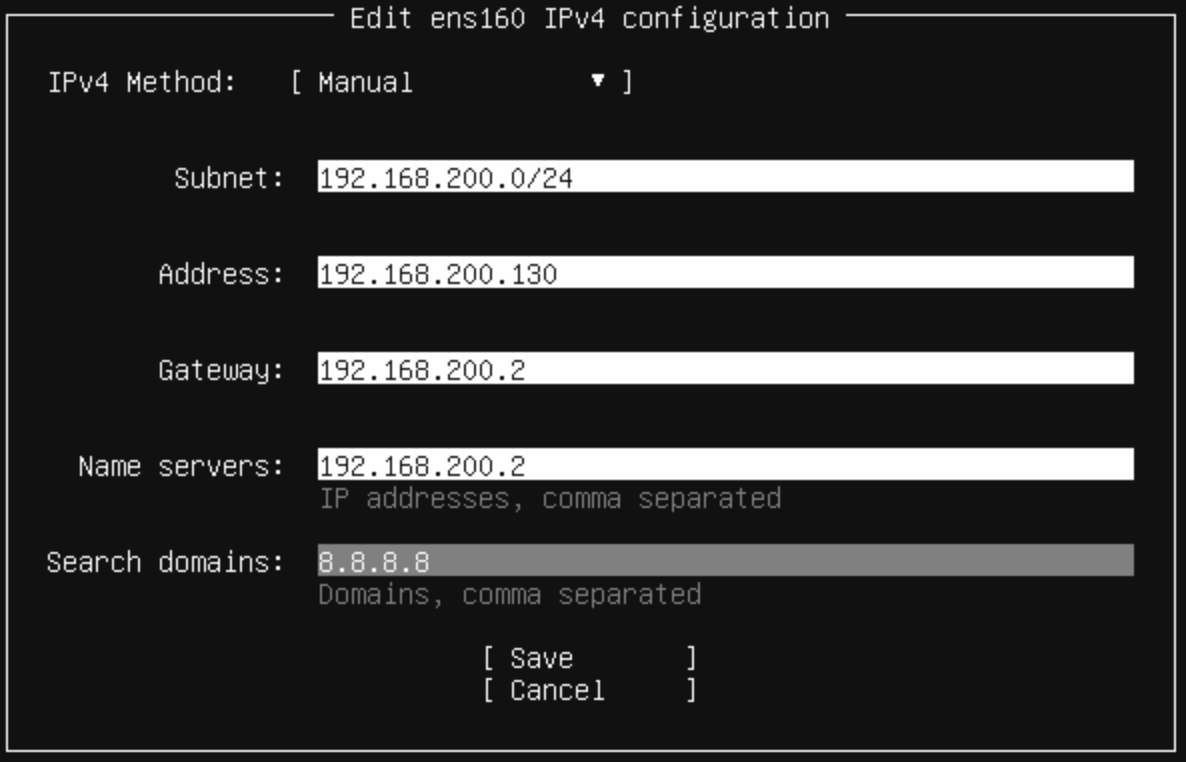 Edit ens160 IPv4 configuration
IPv4 Method: [ Manual ▼ ]
Subnet: 192.168.200.0/24
Address: 192.168.200.130
Gateway: 192.168.200.2
Name servers: 192.168.200.2
IP addresses, comma separated
Search domains: 8.8.8.8
Domains, comma separated
[ Save ]
[ Cancel ]